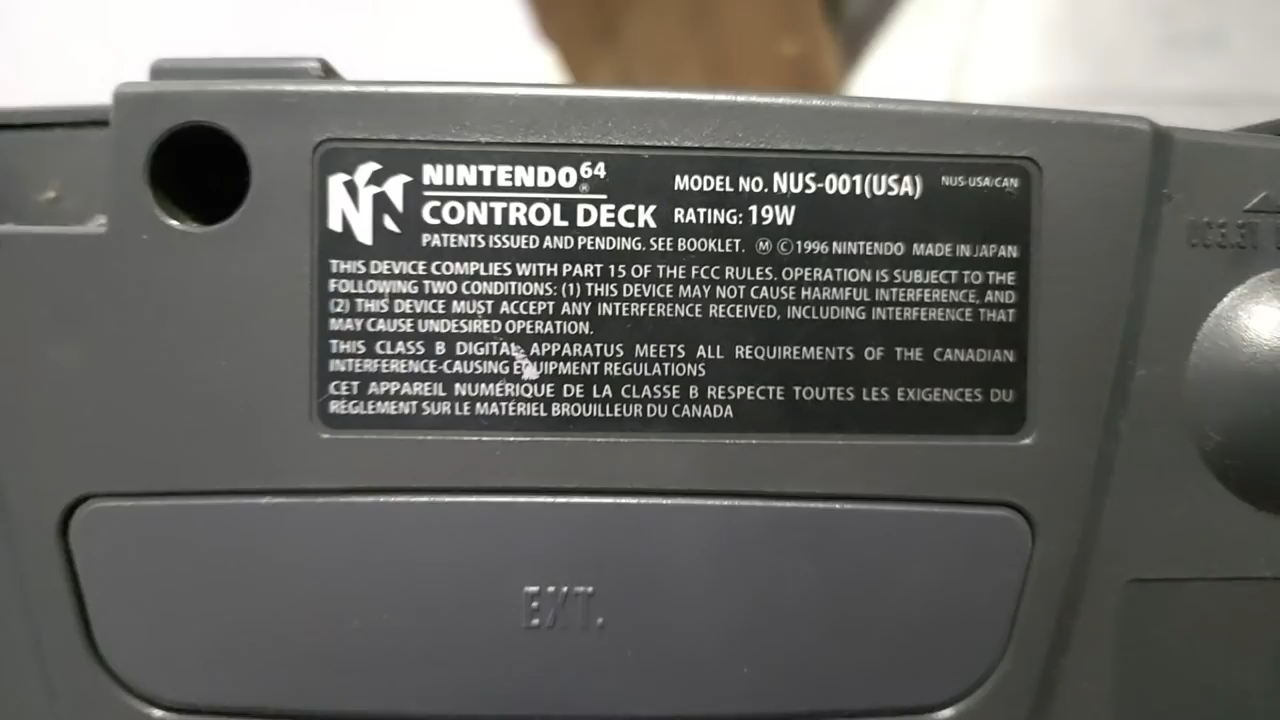 NINTENDO64®
CONTROL DECK
MODEL NO. NUS-001(USA)
NUS-USA/CAN
RATING: 19W
PATENTS ISSUED AND PENDING. SEE BOOKLET. Ⓜ ©1996 NINTENDO MADE IN JAPAN
THIS DEVICE COMPLIES WITH PART 15 OF THE FCC RULES. OPERATION IS SUBJECT TO THE
FOLLOWING TWO CONDITIONS: (1) THIS DEVICE MAY NOT CAUSE HARMFUL INTERFERENCE, AND
(2) THIS DEVICE MUST ACCEPT ANY INTERFERENCE RECEIVED, INCLUDING INTERFERENCE THAT
MAY CAUSE UNDESIRED OPERATION.
THIS CLASS B DIGITAL APPARATUS MEETS ALL REQUIREMENTS OF THE CANADIAN
INTERFERENCE-CAUSING EQUIPMENT REGULATIONS
CET APPAREIL NUMÉRIQUE DE LA CLASSE B RESPECTE TOUTES LES EXIGENCES DU
RÈGLEMENT SUR LE MATÉRIEL BROUILLEUR DU CANADA
DC3.3V
EXT.